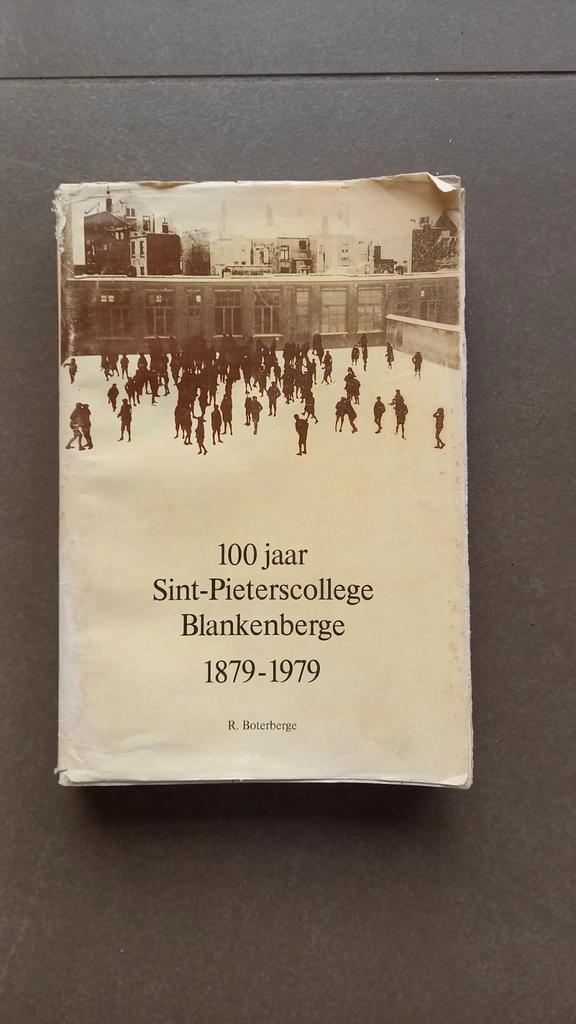 100 jaar
Sint-Pieterscollege
Blankenberge
1879-1979
R. Boterberge